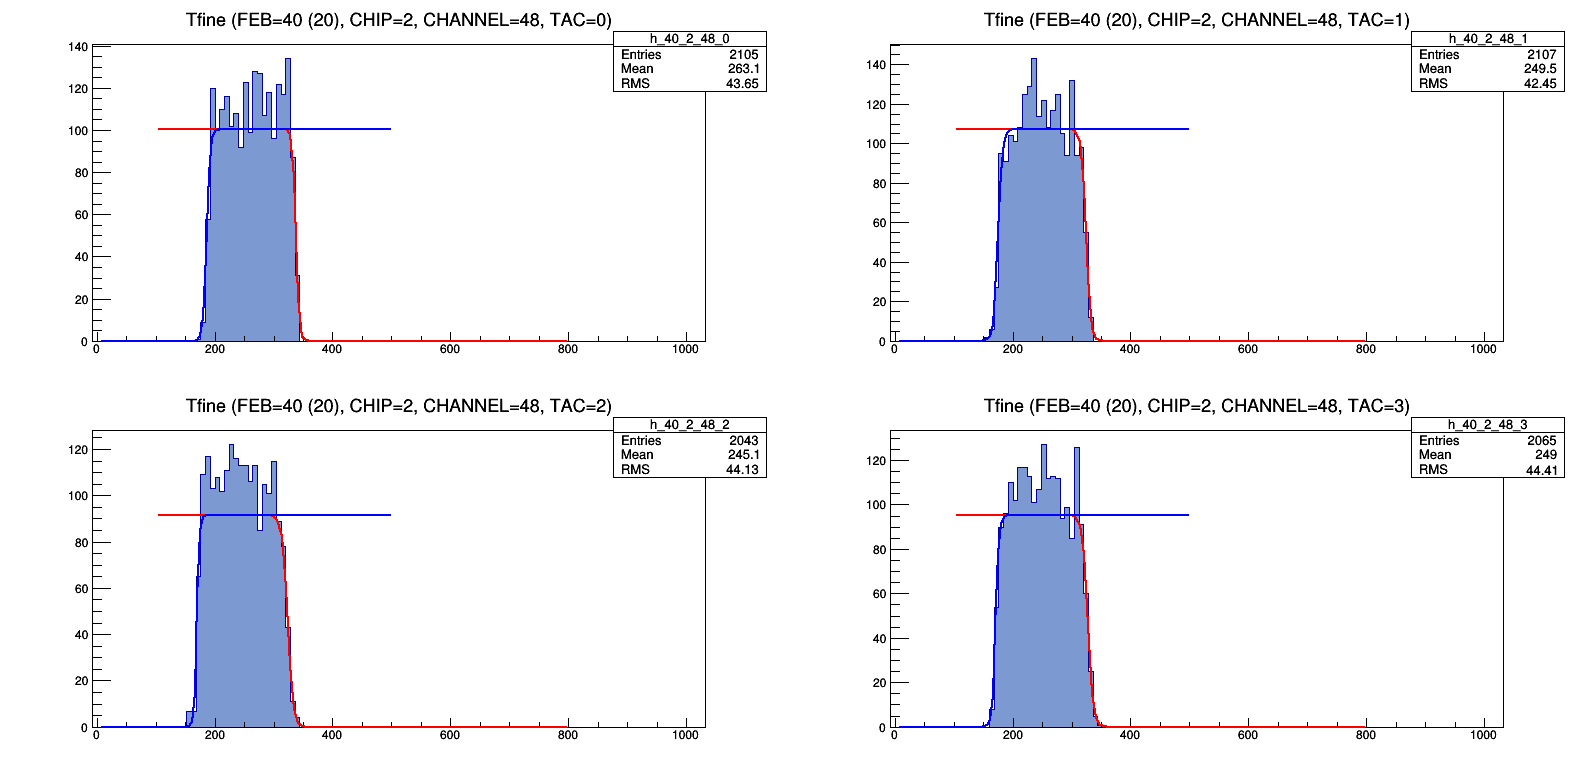 Tfine (FEB=40 (20), CHIP=2, CHANNEL=48, TAC=0)
h_40_2_48_0
Entries 2105
Mean 263.1
RMS 43.65
140
120
100
80
60
40
20
0
0 200 400 600 800 1000
Tfine (FEB=40 (20), CHIP=2, CHANNEL=48, TAC=1)
h_40_2_48_1
Entries 2107
Mean 249.5
RMS 42.45
140
120
100
80
60
40
20
0
0 200 400 600 800 1000
Tfine (FEB=40 (20), CHIP=2, CHANNEL=48, TAC=2)
h_40_2_48_2
Entries 2043
Mean 245.1
RMS 44.13
120
100
80
60
40
20
0
0 200 400 600 800 1000
Tfine (FEB=40 (20), CHIP=2, CHANNEL=48, TAC=3)
h_40_2_48_3
Entries 2065
Mean 249
RMS 44.41
120
100
80
60
40
20
0
0 200 400 600 800 1000